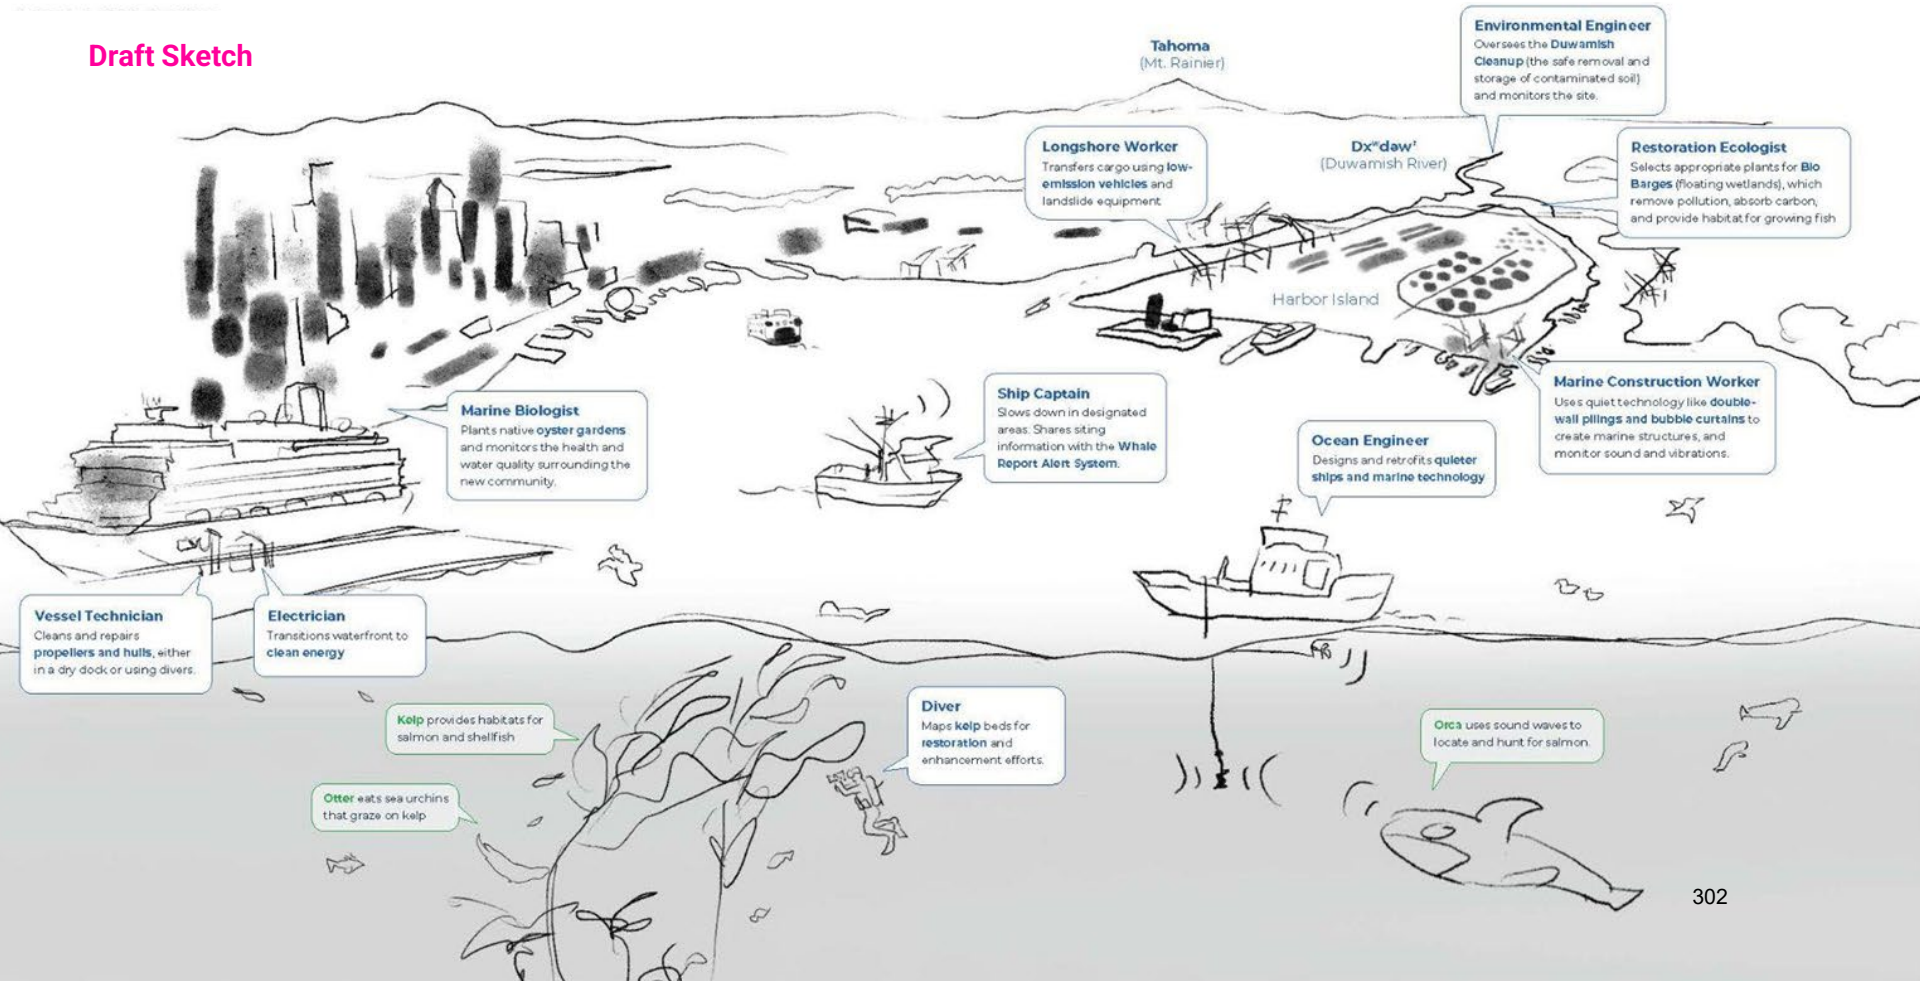 Draft Sketch
Tahoma
(Mt. Rainier)
Environmental Engineer
Oversees the Duwamish
Cleanup (the safe removal and
storage of contaminated soil)
and monitors the site.
Longshore Worker
Transfers cargo using low-
emission vehicles and
landslide equipment
Dxʷdəwˀ
(Duwamish River)
Restoration Ecologist
Selects appropriate plants for Bio
Barges (floating wetlands), which
remove pollution, absorb carbon,
and provide habitat for growing fish
Harbor Island
Marine Biologist
Plants native oyster gardens
and monitors the health and
water quality surrounding the
new community.
Ship Captain
Slows down in designated
areas. Shares siting
information with the Whale
Report Alert System.
Marine Construction Worker
Uses quiet technology like double-
wall pilings and bubble curtains to
create marine structures, and
monitor sound and vibrations.
Ocean Engineer
Designs and retrofits quieter
ships and marine technology
Vessel Technician
Cleans and repairs
propellers and hulls, either
in a dry dock or using divers.
Electrician
Transitions waterfront to
clean energy
Kelp provides habitats for
salmon and shellfish
Diver
Maps kelp beds for
restoration and
enhancement efforts.
Orca uses sound waves to
locate and hunt for salmon.
Otter eats sea urchins
that graze on kelp
302